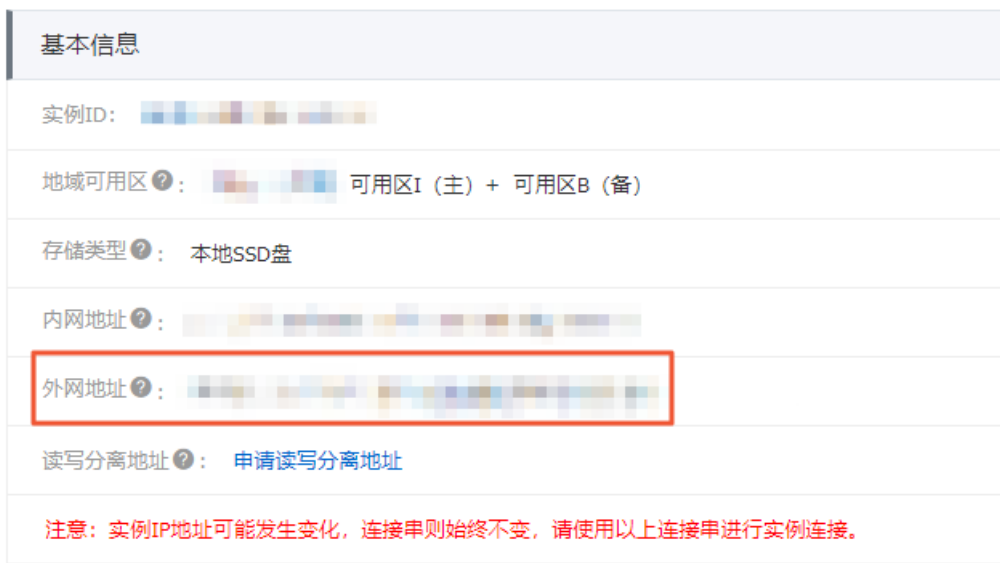 基本信息
实例ID：
地域可用区?： 可用区I（主）+ 可用区B（备）
存储类型?： 本地SSD盘
内网地址?：
外网地址?：
读写分离地址?： 申请读写分离地址
注意：实例IP地址可能发生变化，连接串则始终不变，请使用以上连接串进行实例连接。